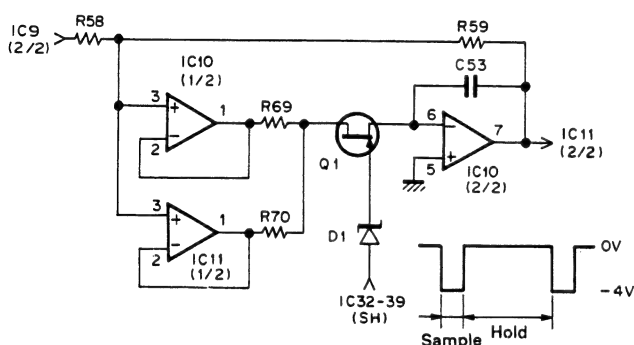 IC9
(2/2)
R58
R59
IC10
(1/2)
C53
3
+
−
2
1
R69
6
−
+
5
7
IC11
(2/2)
Q1
IC10
(2/2)
3
+
−
2
1
R70
IC11
(1/2)
D1
IC32-39
(SH)
0V
−4V
Sample
Hold